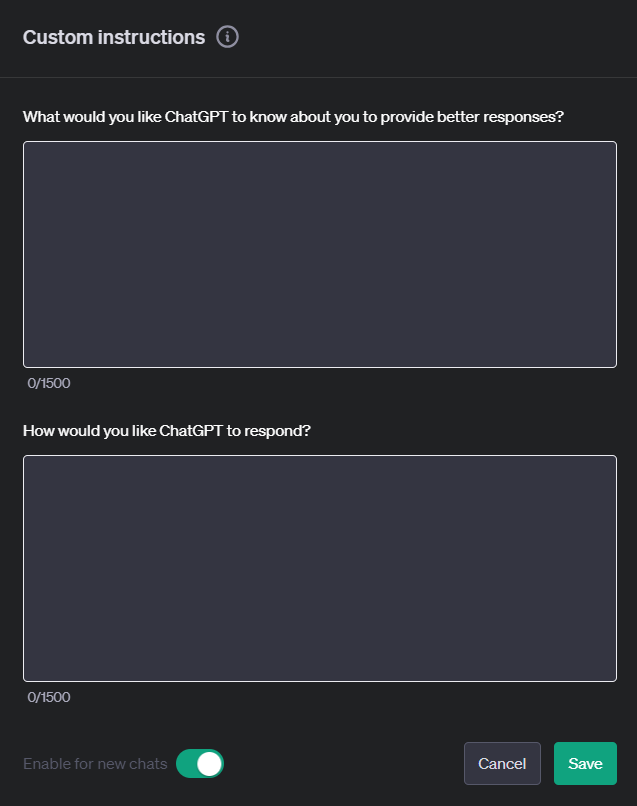 Custom instructions
What would you like ChatGPT to know about you to provide better responses?
0/1500
How would you like ChatGPT to respond?
0/1500
Enable for new chats
Cancel
Save